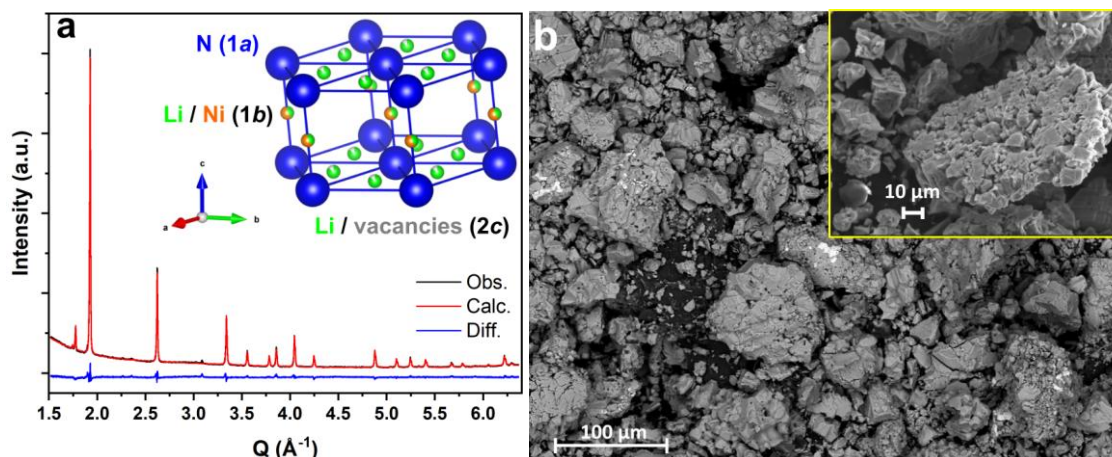 a
N (1a)
Li / Ni (1b)
c
a
b
Li / vacancies (2c)
Obs.
Calc.
Diff.
Intensity (a.u.)
1.5 2.0 2.5 3.0 3.5 4.0 4.5 5.0 5.5 6.0
Q (Å⁻¹)
b
10 µm
100 µm